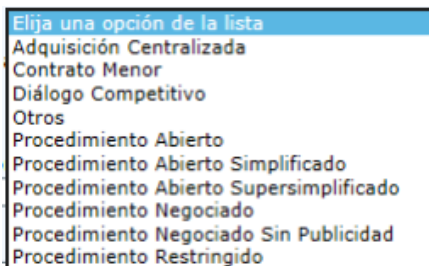 Elija una opción de la lista
Adquisición Centralizada
Contrato Menor
Diálogo Competitivo
Otros
Procedimiento Abierto
Procedimiento Abierto Simplificado
Procedimiento Abierto Supersimplificado
Procedimiento Negociado
Procedimiento Negociado Sin Publicidad
Procedimiento Restringido